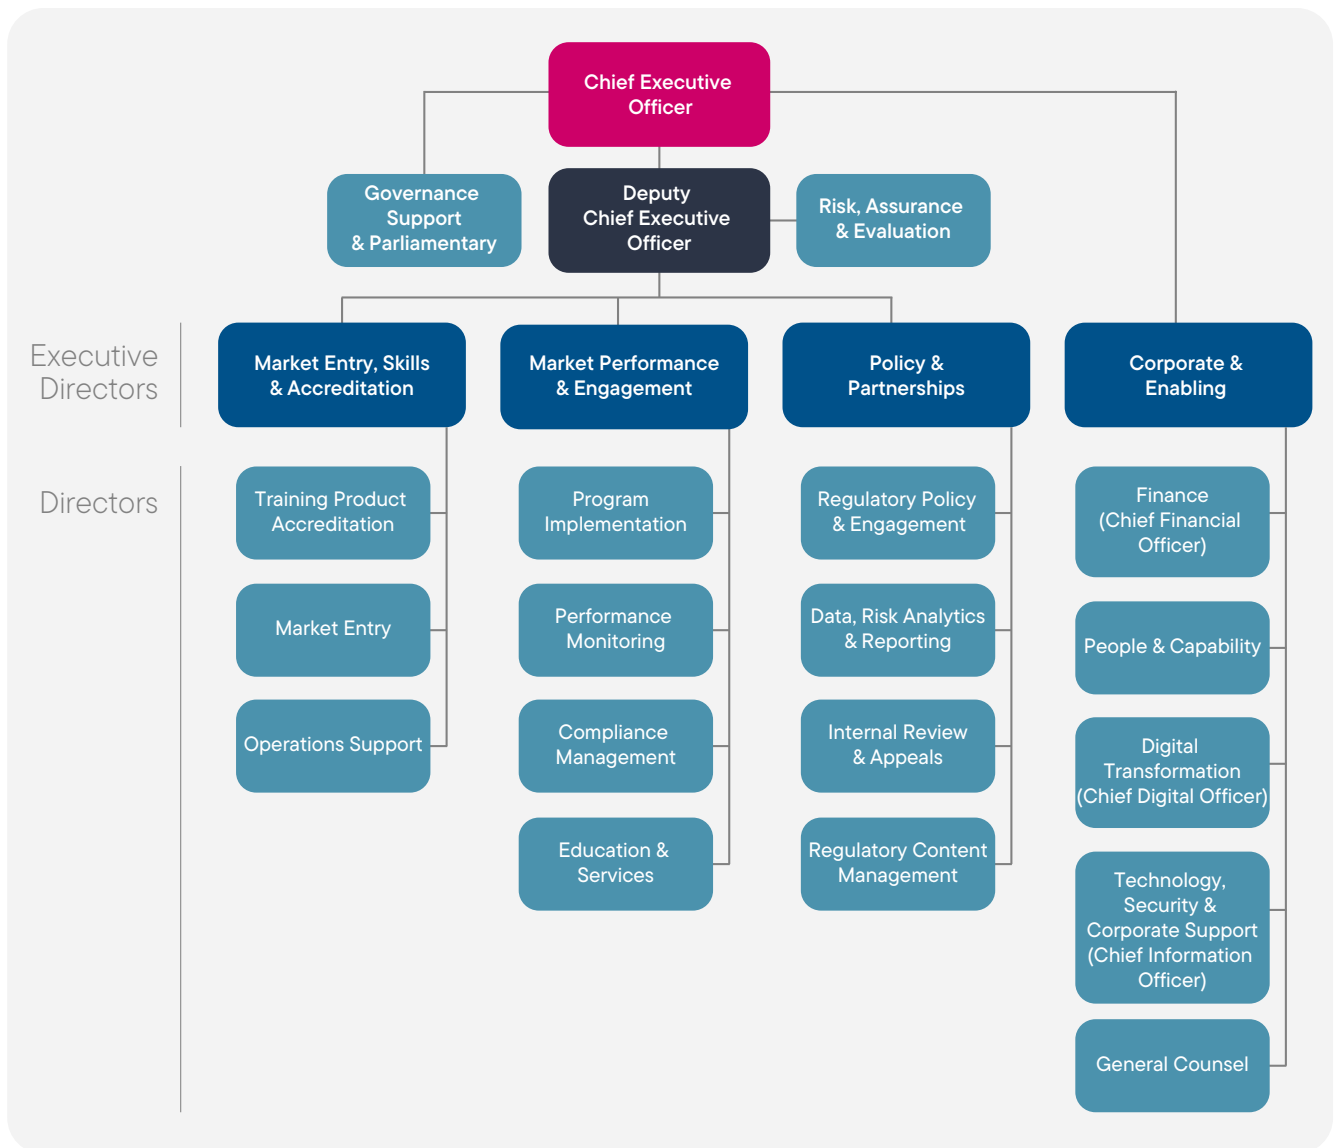 Chief Executive
Officer
Governance
Support
& Parliamentary
Deputy
Chief Executive
Officer
Risk, Assurance
& Evaluation
Executive
Directors
Market Entry, Skills
& Accreditation
Market Performance
& Engagement
Policy &
Partnerships
Corporate &
Enabling
Directors
Training Product
Accreditation
Market Entry
Operations Support
Program
Implementation
Performance
Monitoring
Compliance
Management
Education &
Services
Regulatory Policy
& Engagement
Data, Risk Analytics
& Reporting
Internal Review
& Appeals
Regulatory Content
Management
Finance
(Chief Financial
Officer)
People & Capability
Digital
Transformation
(Chief Digital Officer)
Technology,
Security &
Corporate Support
(Chief Information
Officer)
General Counsel